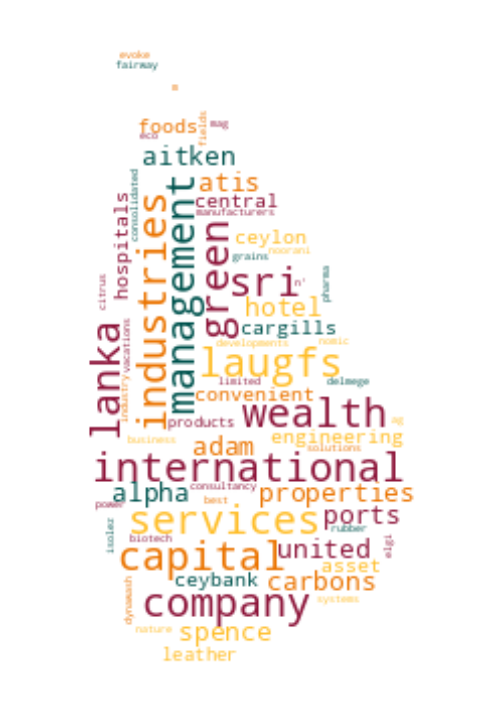 evoke
fairway
m
foods
fields
mag
eco
aitken
consolidated
atis
management
central
manufacturers
industries
hospitals
green
ceylon
noorani
grains
sri
n'
pharma
citrus
hotel
cargills
lanka
vacations
developments
nomic
laugfs
industry
limited
delmege
convenient
wealth
products
ag
business
adam
engineering
solutions
international
alpha
consultancy
best
properties
power
services
ports
rubber
isolez
biotech
capital
united
elgi
asset
ceybank
carbons
dynawash
company
systems
nature
spence
leather